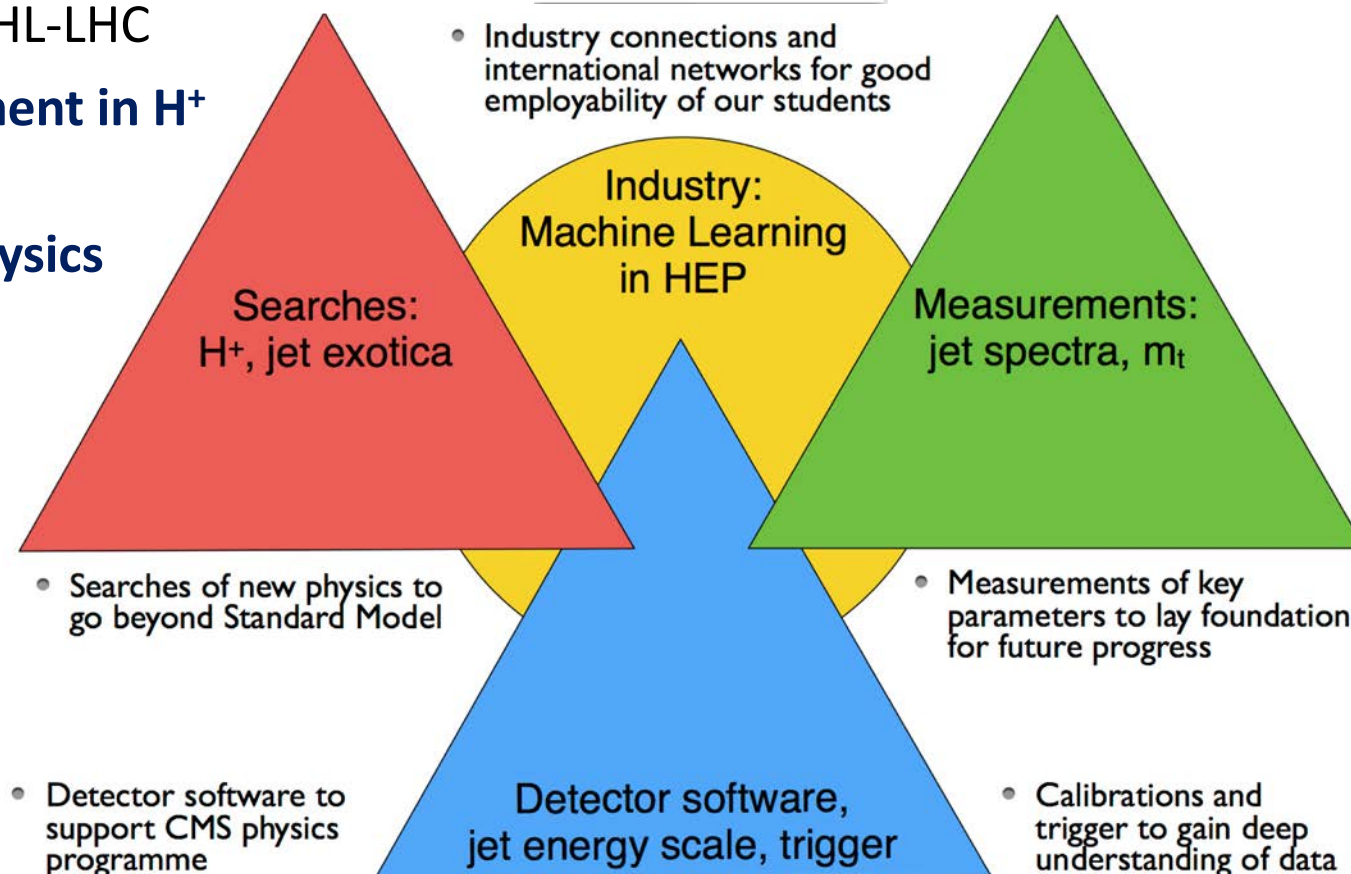 HL-LHC
ment in H⁺
ysics
• Industry connections and
international networks for good
employability of our students
Industry:
Machine Learning
in HEP
Searches:
H⁺, jet exotica
Measurements:
jet spectra, mₜ
• Searches of new physics to
go beyond Standard Model
• Measurements of key
parameters to lay foundation
for future progress
• Detector software to
support CMS physics
programme
Detector software,
jet energy scale, trigger
• Calibrations and
trigger to gain deep
understanding of data